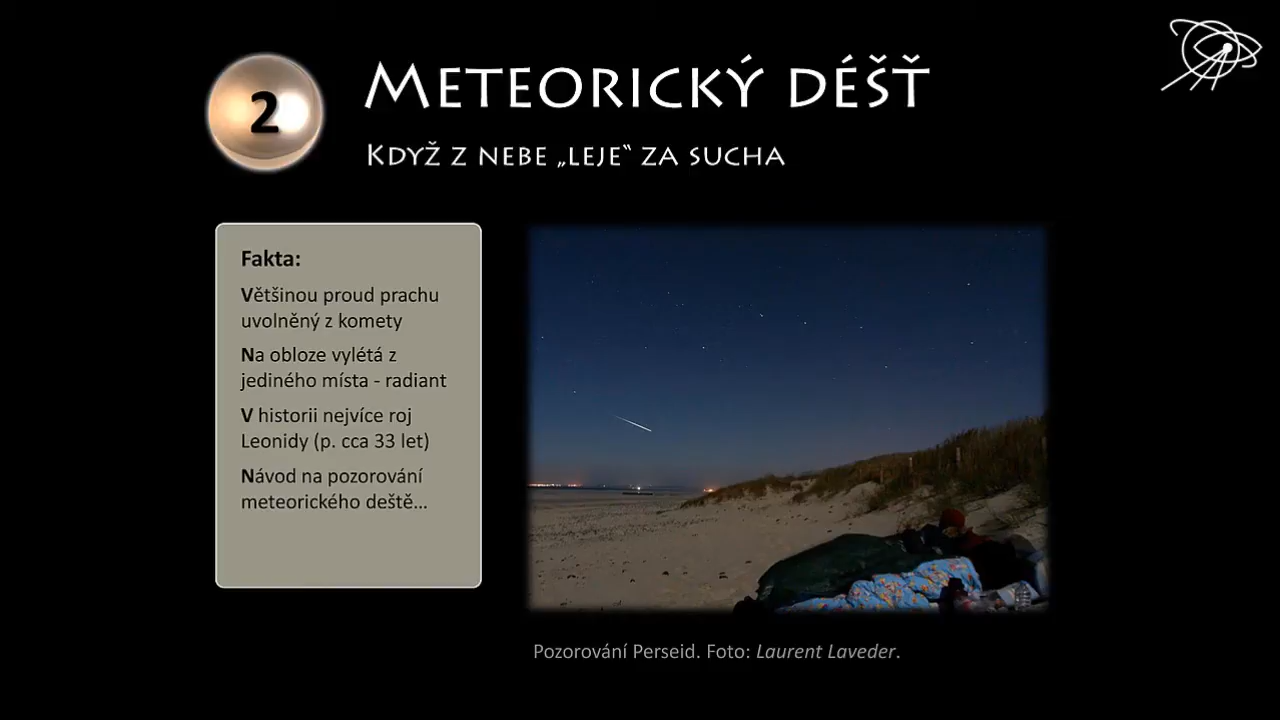 2
METEORICKÝ DÉŠŤ
KDYŽ Z NEBE „LEJE‟ ZA SUCHA
Fakta:
Většinou proud prachu
uvolněný z komety
Na obloze vylétá z
jediného místa - radiant
V historii nejvíce roj
Leonidy (p. cca 33 let)
Návod na pozorování
meteorického deště...
Pozorování Perseid. Foto: Laurent Laveder.